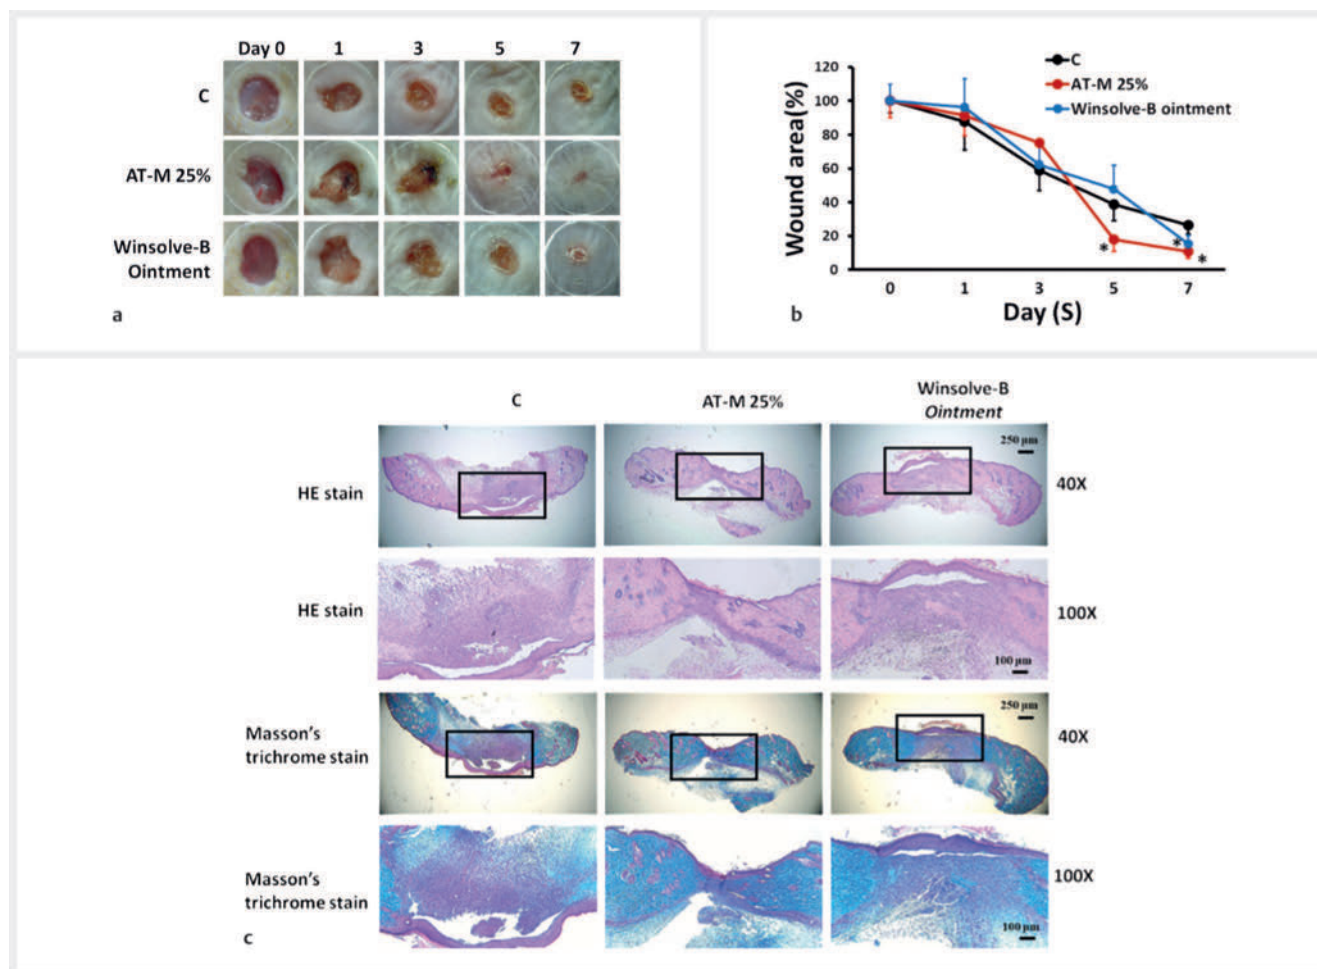 Day 0 1 3 5 7
C
AT-M 25%
Winsolve-B
Ointment
a
C
AT-M 25%
Winsolve-B ointment
Wound area(%)
120
100
80
60
40
20
0
* * *
0 1 3 5 7
Day (S)
b
C AT-M 25% Winsolve-B
Ointment
HE stain 250 µm 40X
HE stain 100X
100 µm
Masson's
trichrome stain
250 µm
40X
Masson's
trichrome stain
100X
100 µm
c